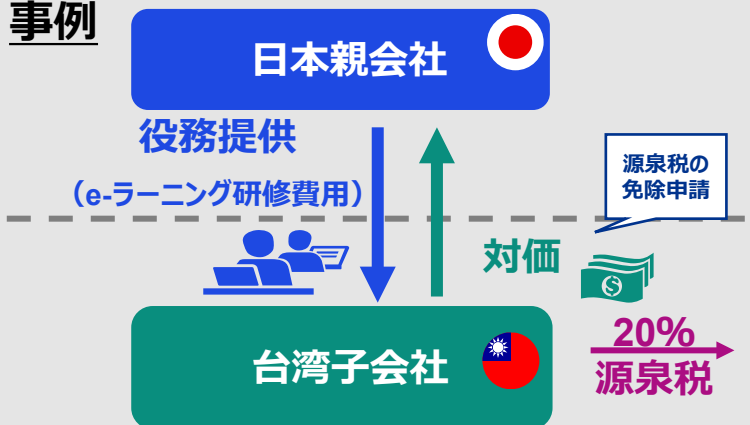 事例
日本親会社
役務提供
（e-ラーニング研修費用）
源泉税の
免除申請
対価
台湾子会社
20%
源泉税